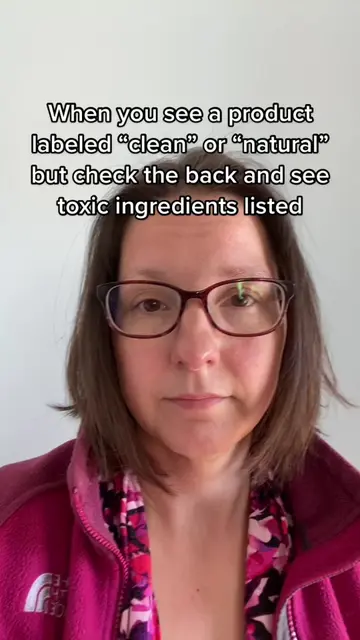 When you see a product
labeled “clean” or “natural”
but check the back and see
toxic ingredients listed